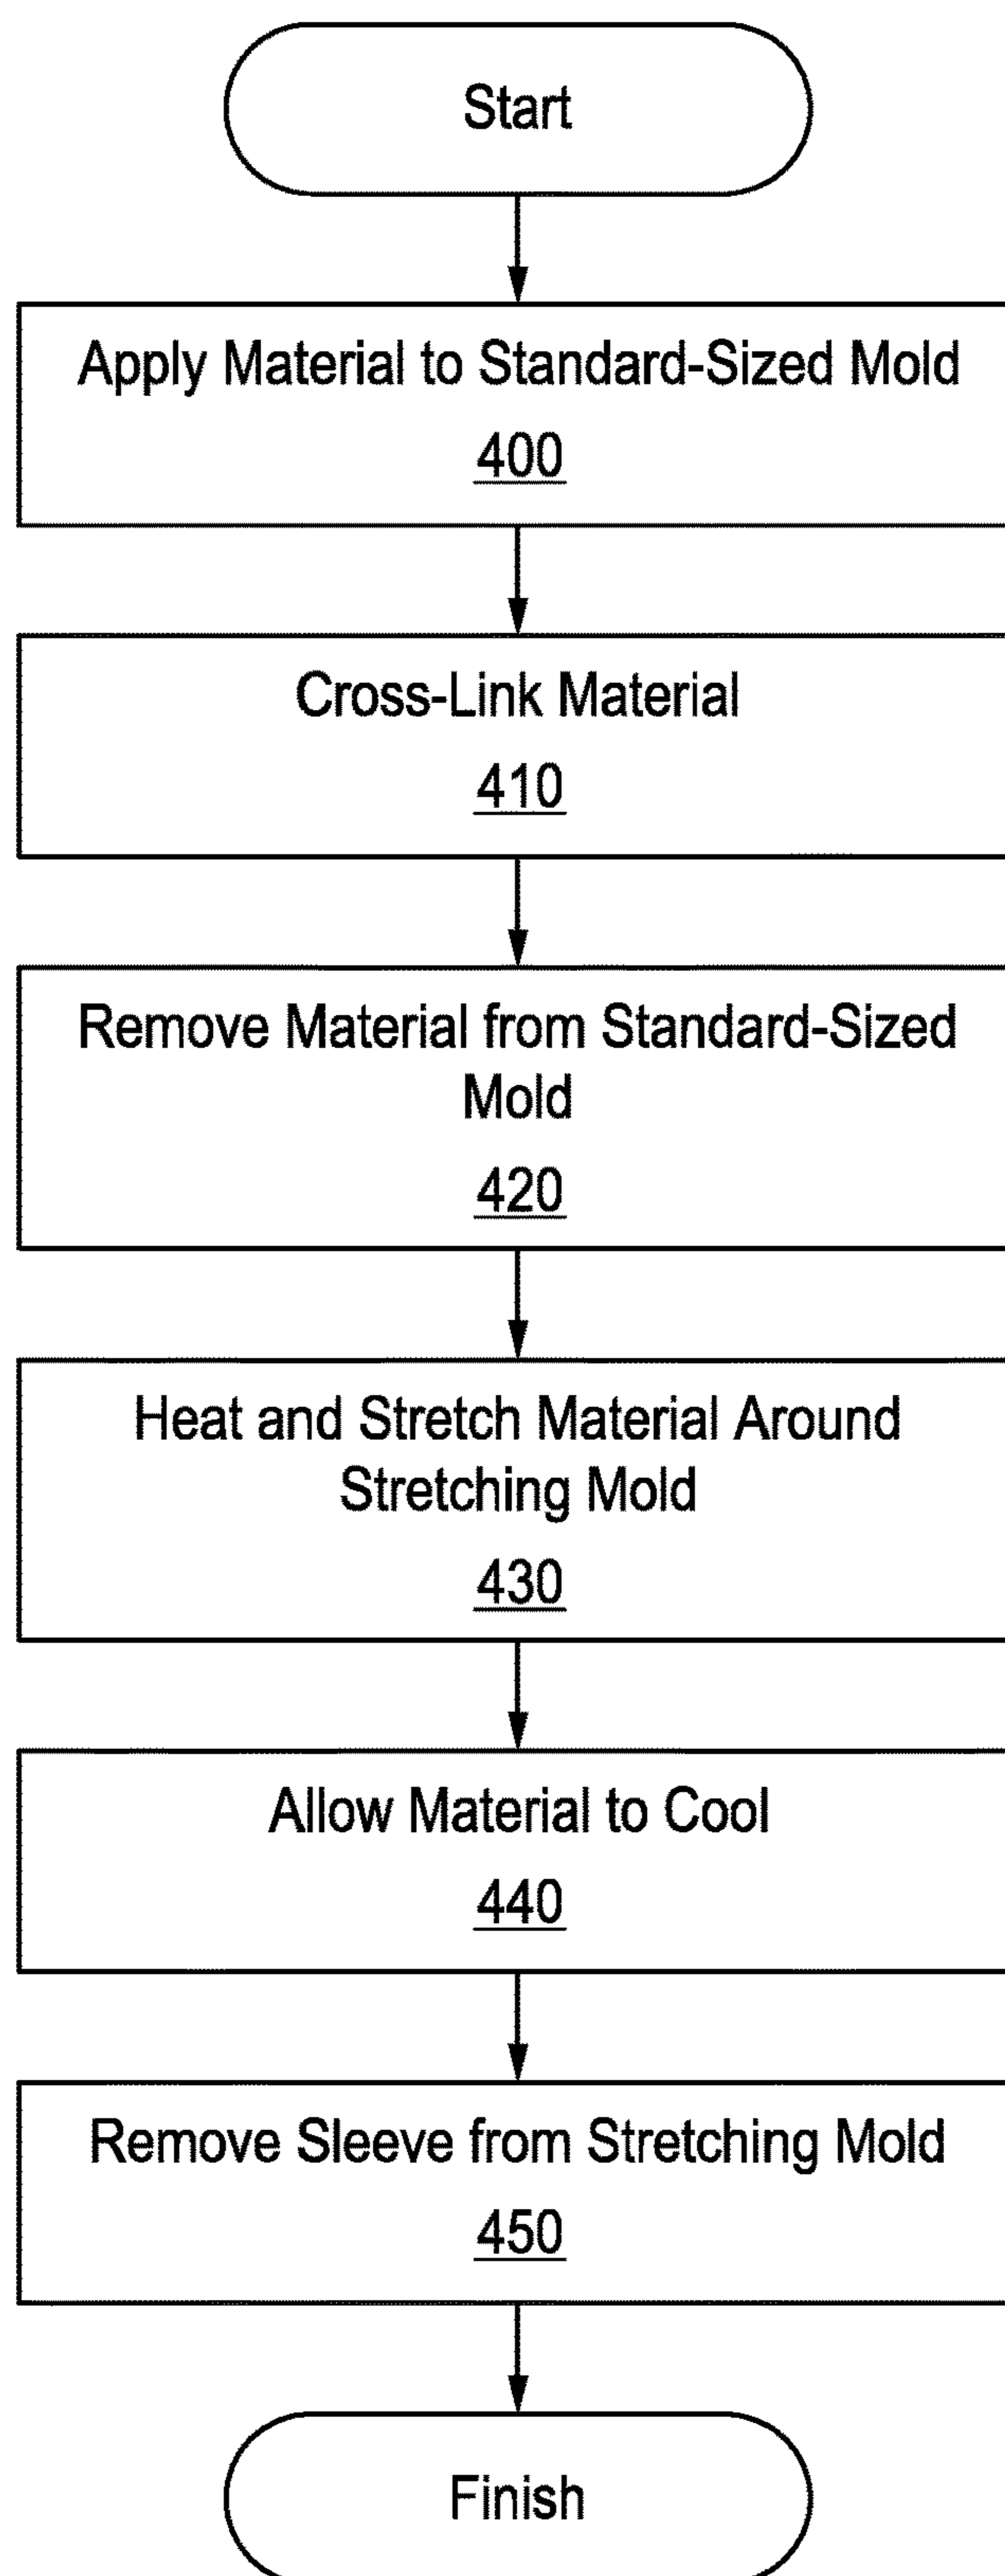 Start
Apply Material to Standard-Sized Mold
400
Cross-Link Material
410
Remove Material from Standard-Sized
Mold
420
Heat and Stretch Material Around
Stretching Mold
430
Allow Material to Cool
440
Remove Sleeve from Stretching Mold
450
Finish